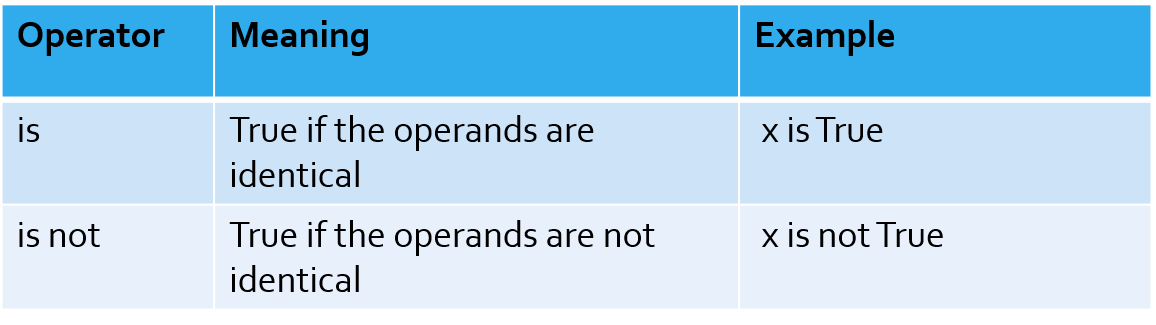 Operator Meaning Example
is True if the operands are x is True
identical
is not True if the operands are not x is not True
identical